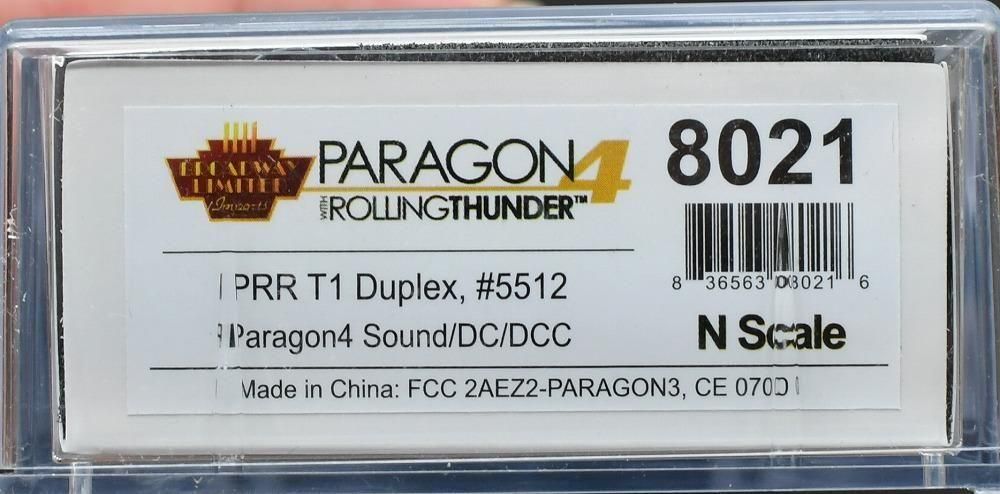 BROADWAY
LIMITED
Imports
PARAGON4
WITH ROLLINGTHUNDER™
8021
8 36563 08021 6
PRR T1 Duplex, #5512
Paragon4 Sound/DC/DCC
N Scale
Made in China: FCC 2AEZ2-PARAGON3, CE 0700